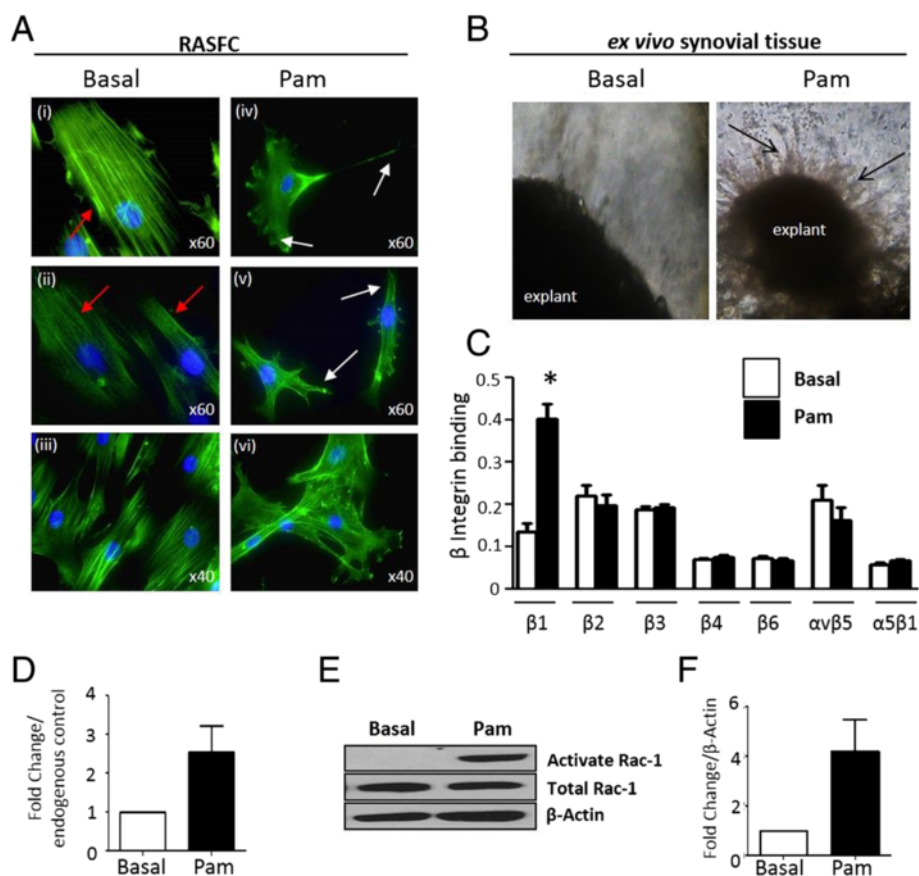 A
RASFC
Basal Pam
(i) x60
(iv) x60
(ii) x60
(v) x60
(iii) x40
(vi) x40
B
ex vivo synovial tissue
Basal Pam
explant
explant
C
β Integrin binding
0.5
0.4
0.3
0.2
0.1
0
*
Basal
Pam
β1 β2 β3 β4 β6 αvβ5 α5β1
D
Fold Change/
endogenous control
4
3
2
1
0
Basal Pam
E
Basal Pam
Activate Rac-1
Total Rac-1
β-Actin
F
Fold Change/β-Actin
6
4
2
0
Basal Pam